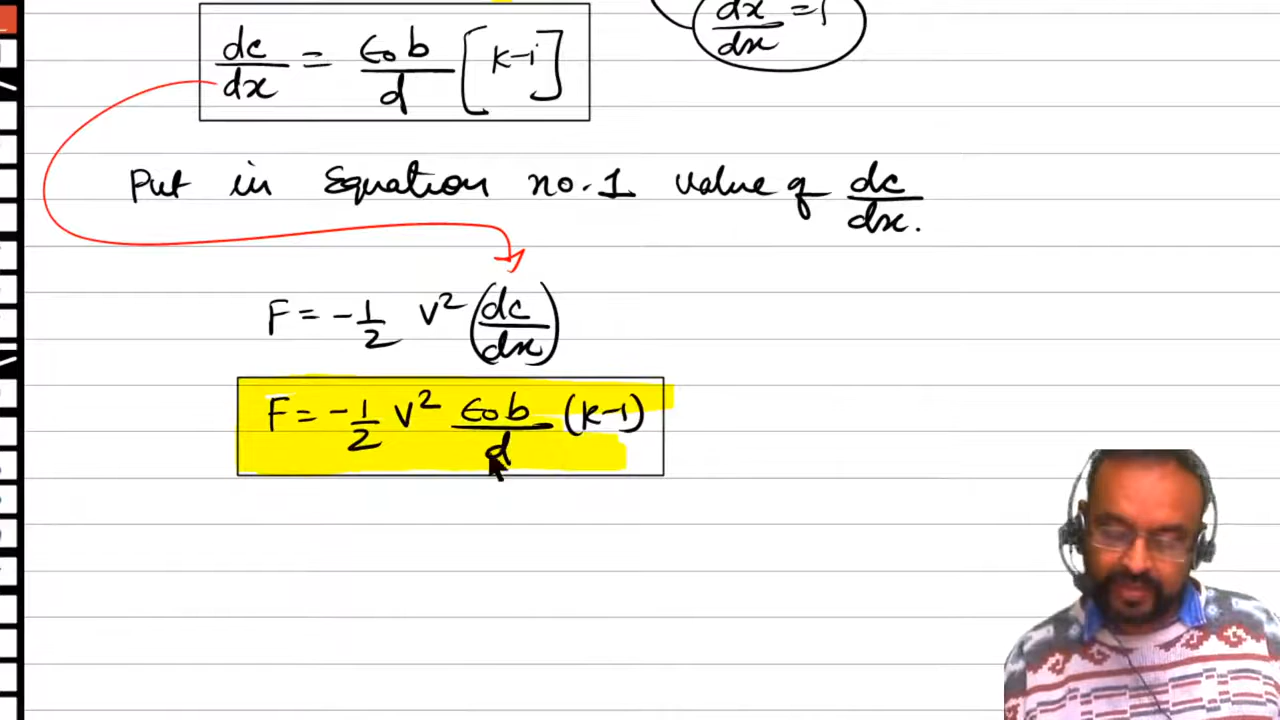 dx/dx = 1
dc/dx = ε₀b/d [k-1]
Put in Equation no.1 value of dc/dx.
F = -1/2 V² (dc/dx)
F = -1/2 V² ε₀b/d (k-1)